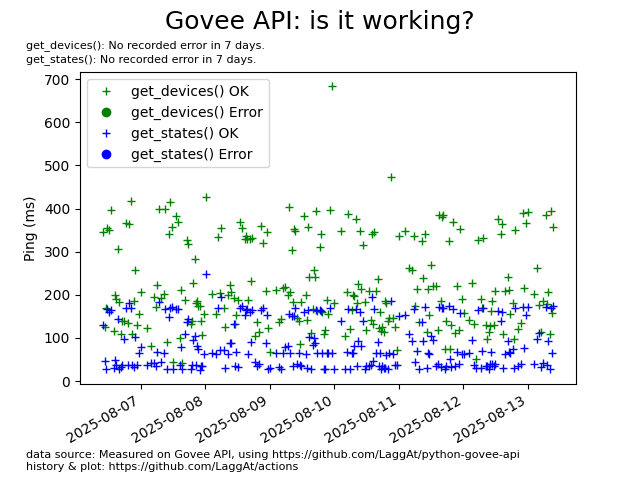 Govee API: is it working?
get_devices(): No recorded error in 7 days.
get_states(): No recorded error in 7 days.
700
600
500
400
300
200
100
0
Ping (ms)
get_devices() OK
get_devices() Error
get_states() OK
get_states() Error
2025-08-07
2025-08-08
2025-08-09
2025-08-10
2025-08-11
2025-08-12
2025-08-13
data source: Measured on Govee API, using https://github.com/LaggAt/python-govee-api
history & plot: https://github.com/LaggAt/actions